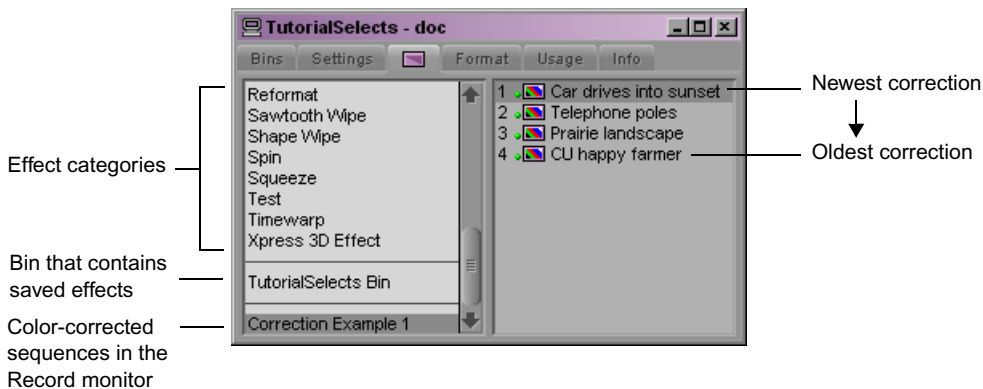 TutorialSelects - doc
Bins Settings Format Usage Info
Reformat
Sawtooth Wipe
Shape Wipe
Spin
Squeeze
Test
Timewarp
Xpress 3D Effect
TutorialSelects Bin
Correction Example 1
1 Car drives into sunset
2 Telephone poles
3 Prairie landscape
4 CU happy farmer
Effect categories
Bin that contains
saved effects
Color-corrected
sequences in the
Record monitor
Newest correction
Oldest correction